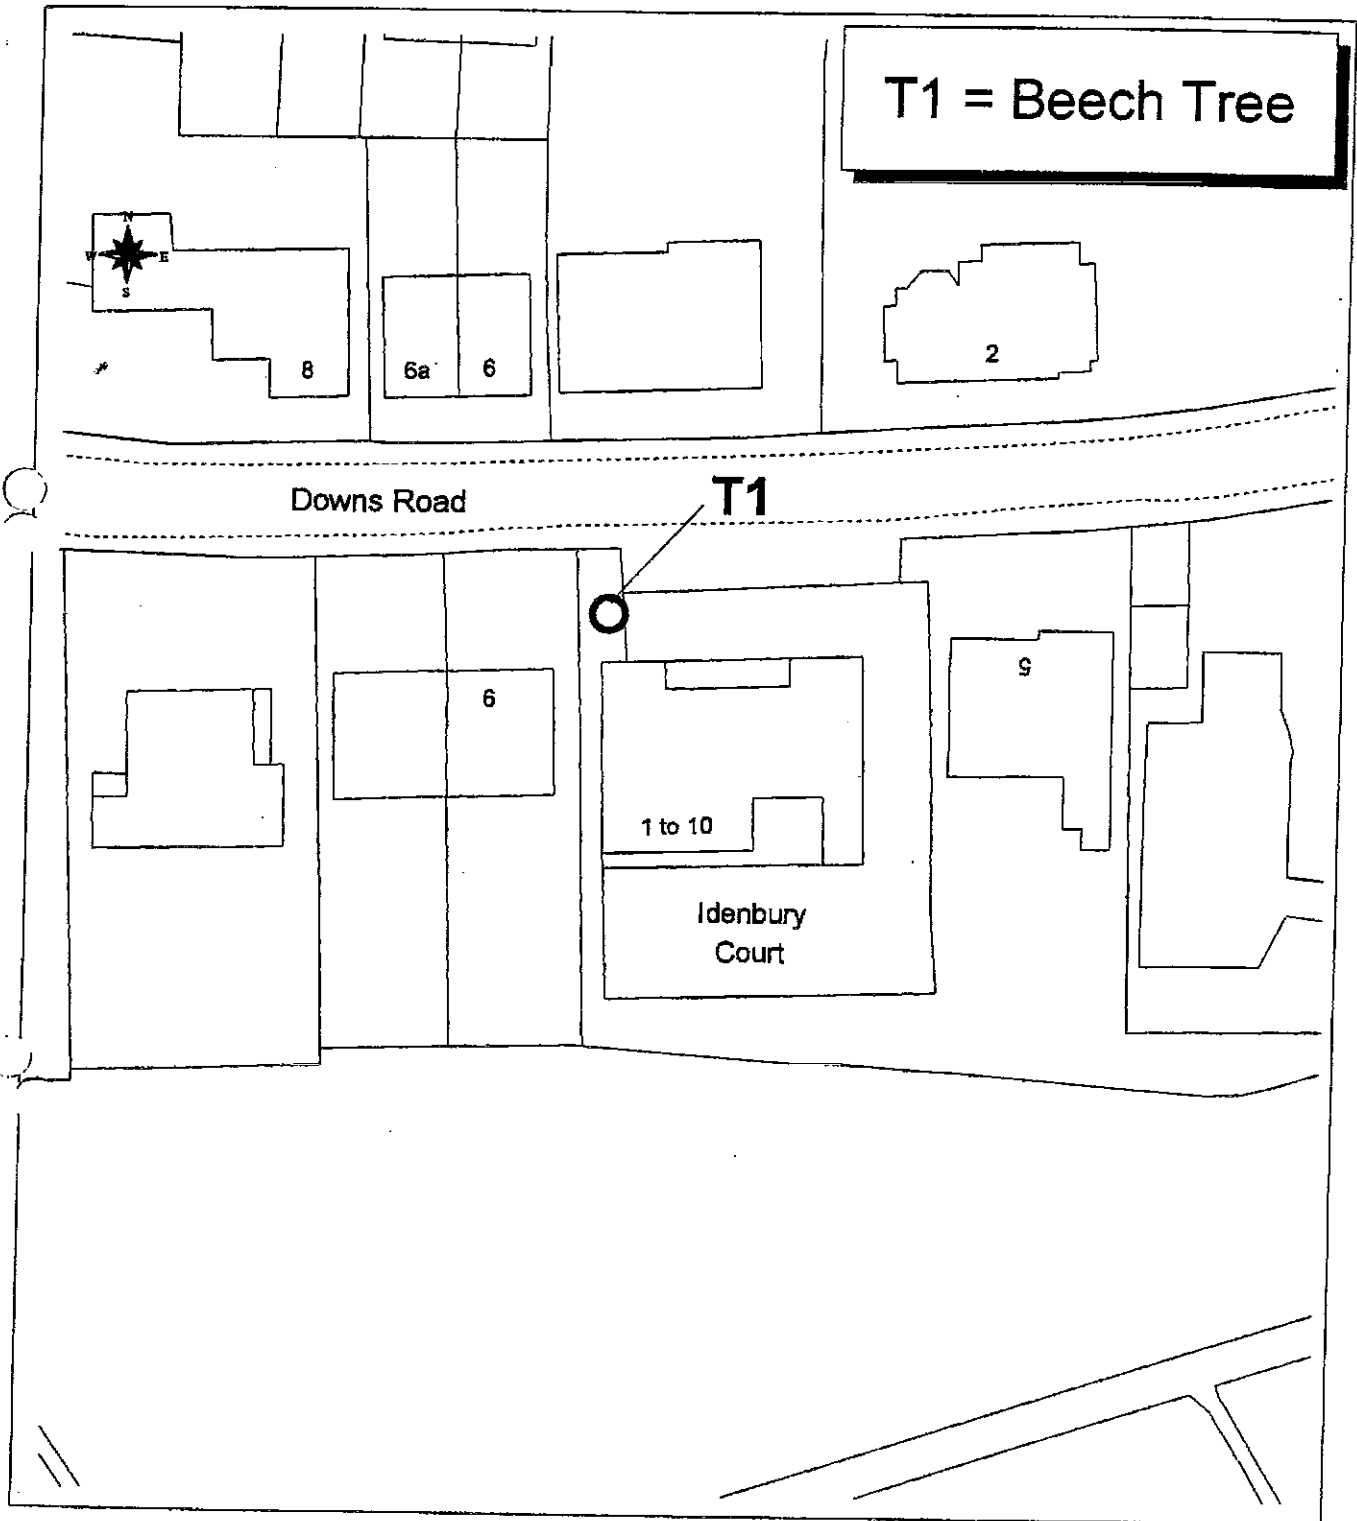 T1 = Beech Tree
N
W E
S
8
6a 6
2
Downs Road
T1
6
5
1 to 10
Idenbury
Court